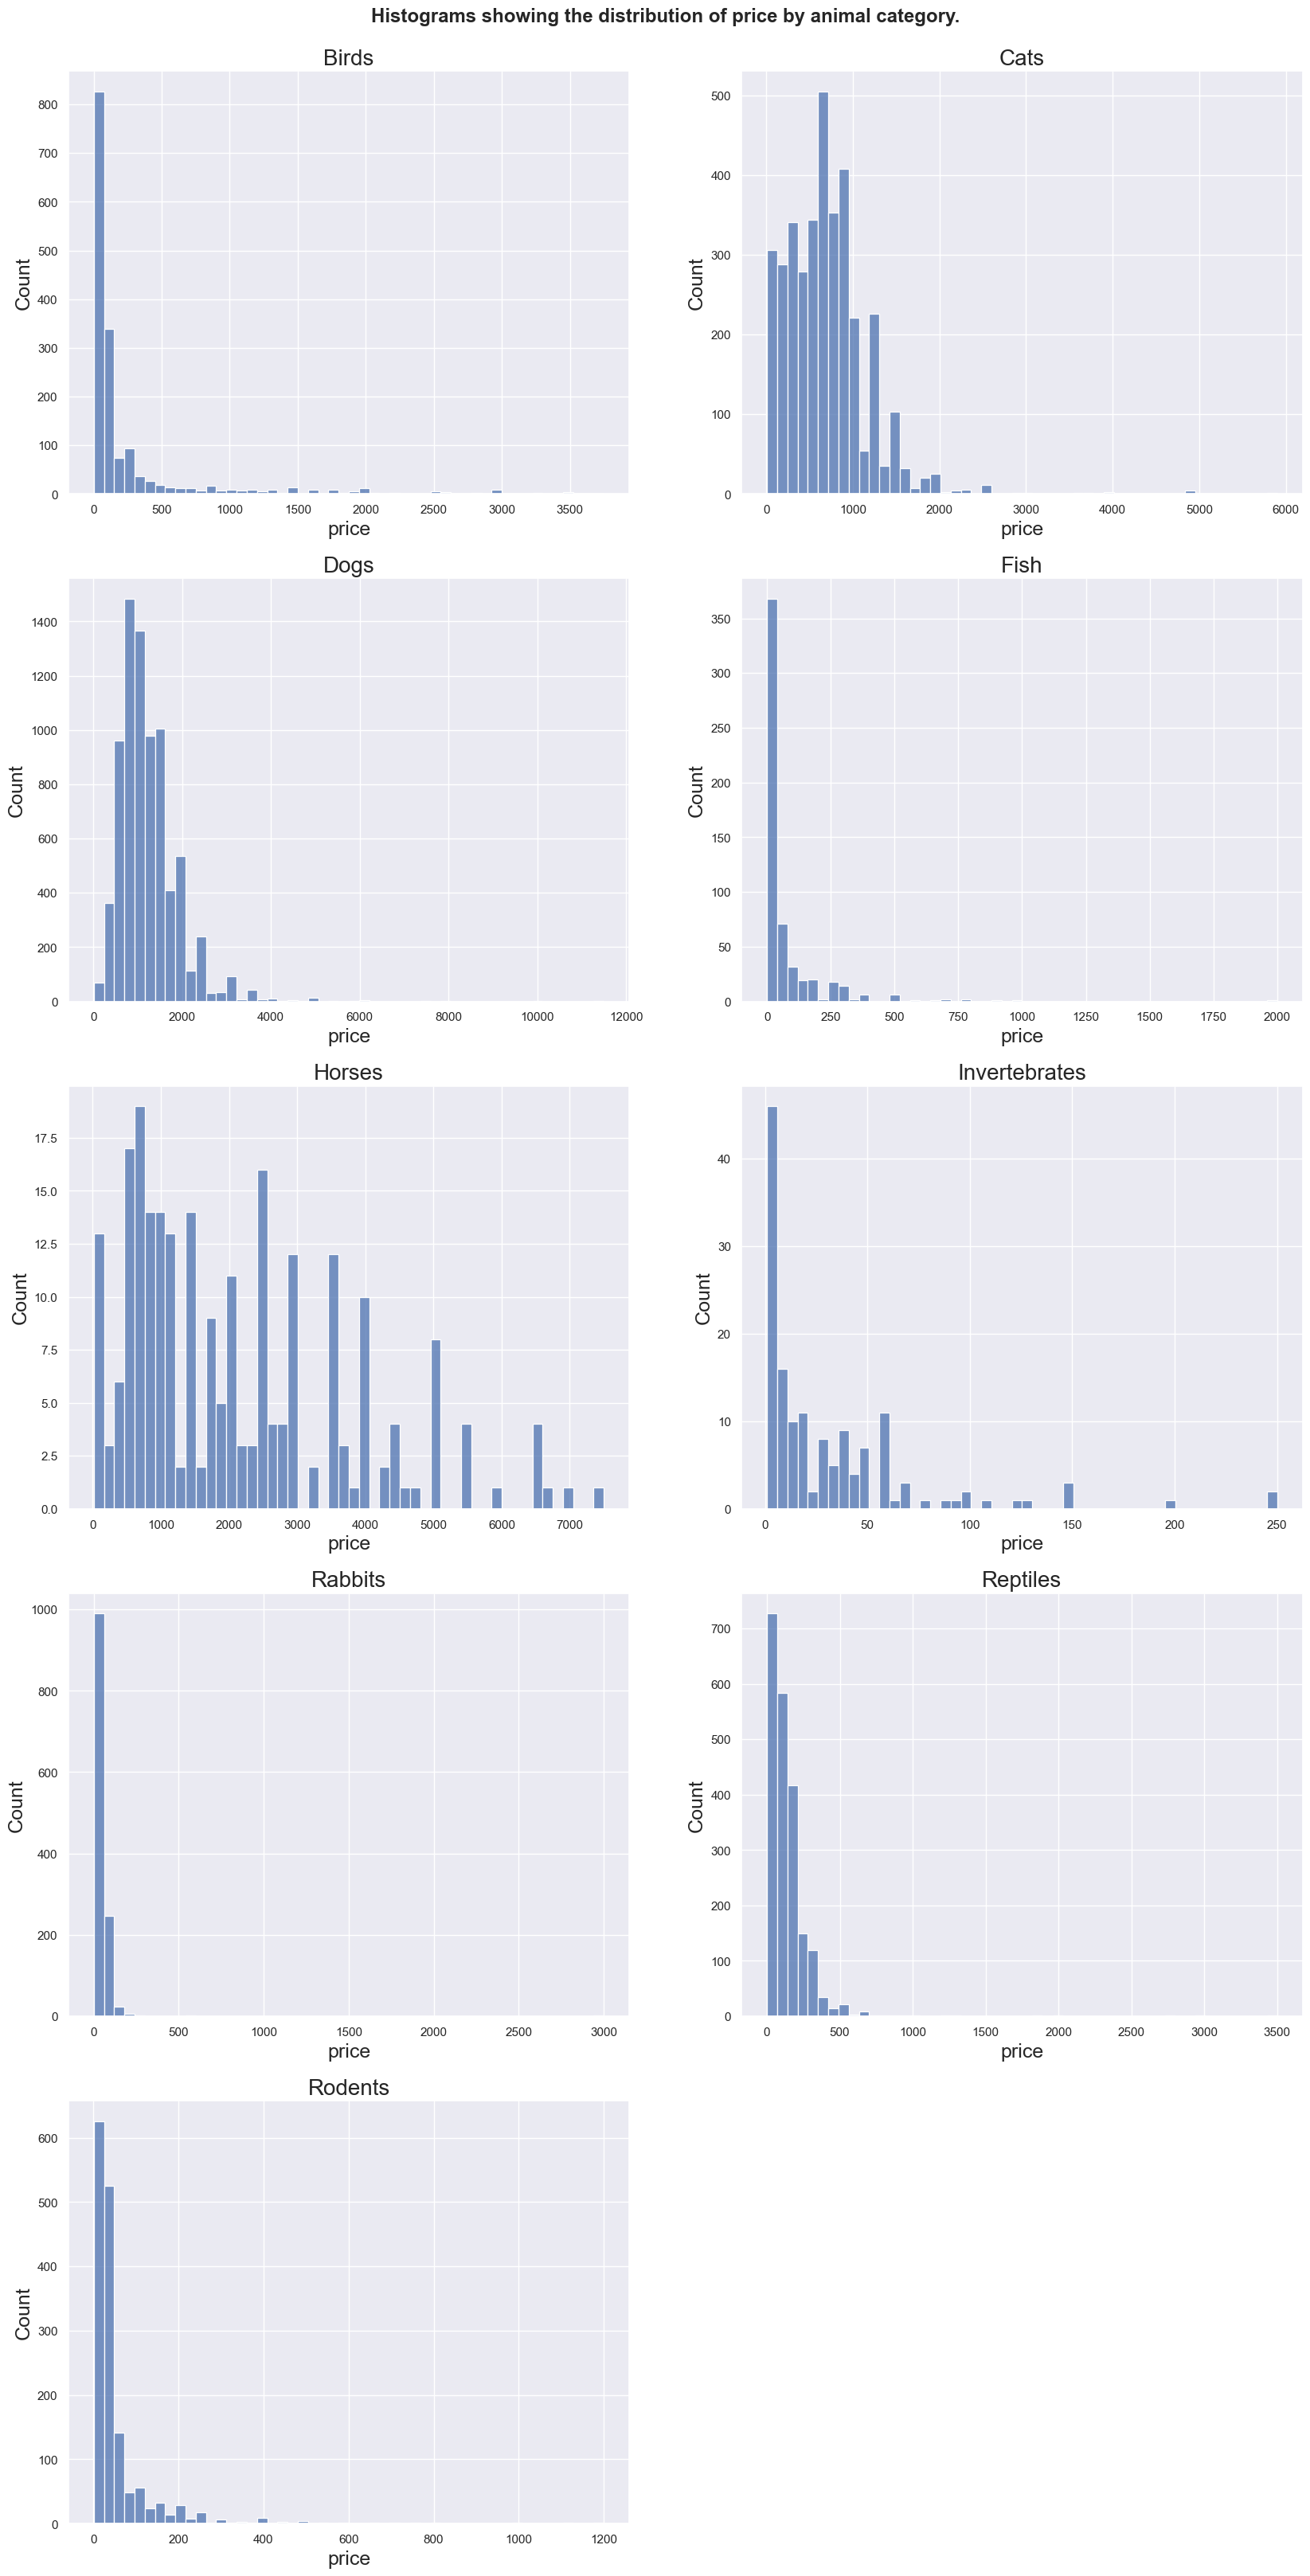 Histograms showing the distribution of price by animal category.
Birds
Count
800
700
600
500
400
300
200
100
0
0 500 1000 1500 2000 2500 3000 3500
price
Cats
Count
500
400
300
200
100
0
0 1000 2000 3000 4000 5000 6000
price
Dogs
Count
1400
1200
1000
800
600
400
200
0
0 2000 4000 6000 8000 10000 12000
price
Fish
Count
350
300
250
200
150
100
50
0
0 250 500 750 1000 1250 1500 1750 2000
price
Horses
Count
17.5
15.0
12.5
10.0
7.5
5.0
2.5
0.0
0 1000 2000 3000 4000 5000 6000 7000
price
Invertebrates
Count
40
30
20
10
0
0 50 100 150 200 250
price
Rabbits
Count
1000
800
600
400
200
0
0 500 1000 1500 2000 2500 3000
price
Reptiles
Count
700
600
500
400
300
200
100
0
0 500 1000 1500 2000 2500 3000 3500
price
Rodents
Count
600
500
400
300
200
100
0
0 200 400 600 800 1000 1200
price